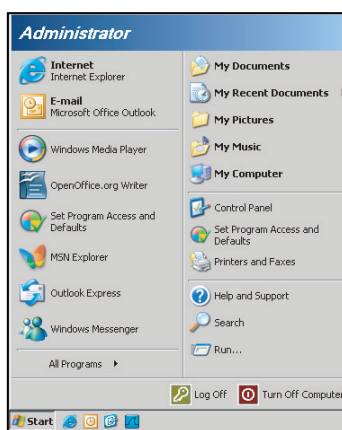 Administrator
Internet
Internet Explorer
E-mail
Microsoft Office Outlook
Windows Media Player
OpenOffice.org Writer
Set Program Access and
Defaults
MSN Explorer
Outlook Express
Windows Messenger
All Programs
My Documents
My Recent Documents
My Pictures
My Music
My Computer
Control Panel
Set Program Access and
Defaults
Printers and Faxes
Help and Support
Search
Run...
Log Off
Turn Off Computer
Start